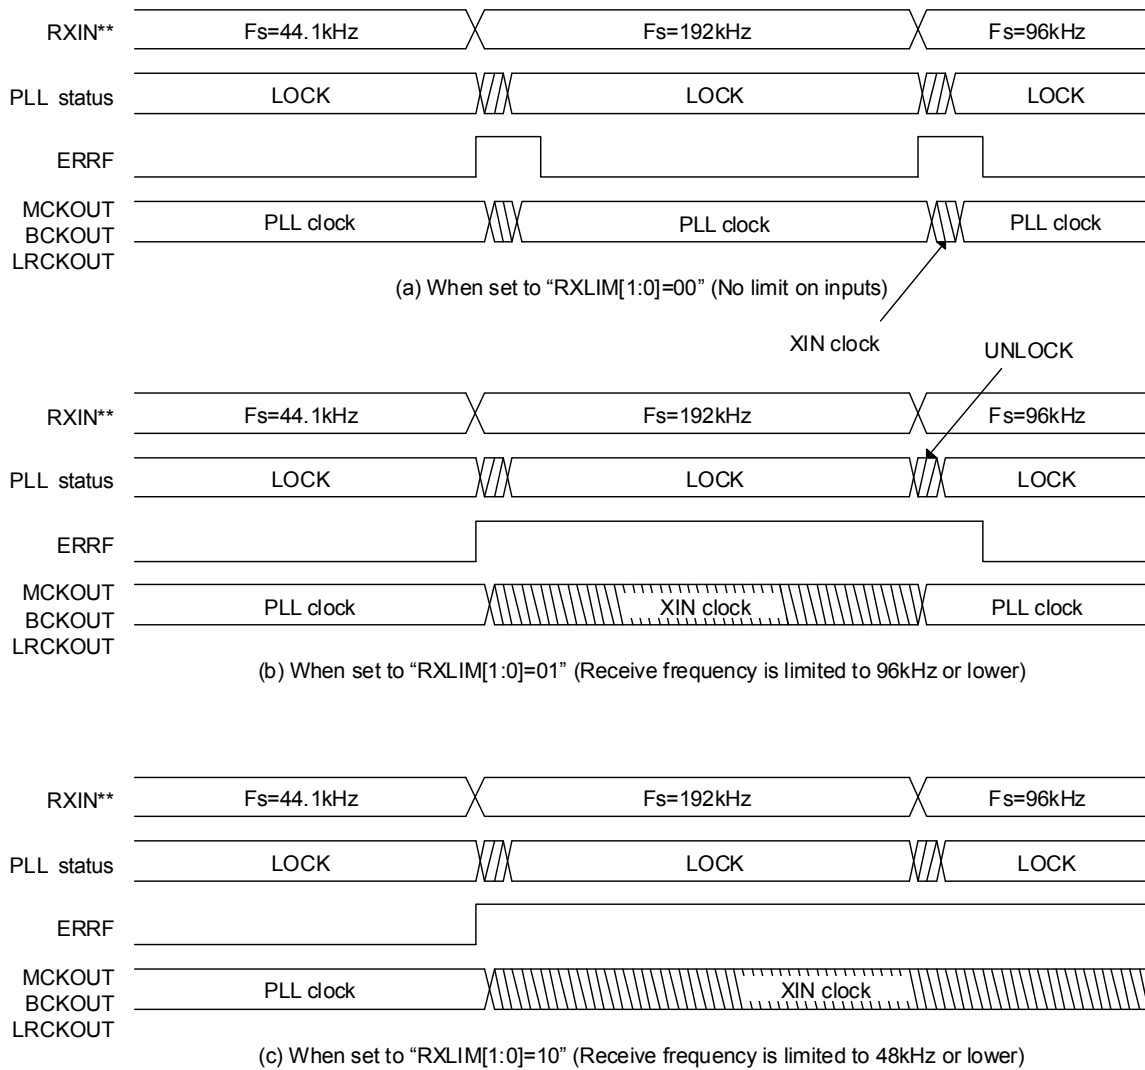 RXIN** Fs=44.1kHz Fs=192kHz Fs=96kHz
PLL status LOCK LOCK LOCK
ERRF
MCKOUT
BCKOUT
LRCKOUT
PLL clock PLL clock PLL clock
(a) When set to “RXLIM[1:0]=00” (No limit on inputs)
XIN clock
UNLOCK
RXIN** Fs=44.1kHz Fs=192kHz Fs=96kHz
PLL status LOCK LOCK LOCK
ERRF
MCKOUT
BCKOUT
LRCKOUT
PLL clock XIN clock PLL clock
(b) When set to “RXLIM[1:0]=01” (Receive frequency is limited to 96kHz or lower)
RXIN** Fs=44.1kHz Fs=192kHz Fs=96kHz
PLL status LOCK LOCK LOCK
ERRF
MCKOUT
BCKOUT
LRCKOUT
PLL clock XIN clock
(c) When set to “RXLIM[1:0]=10” (Receive frequency is limited to 48kHz or lower)